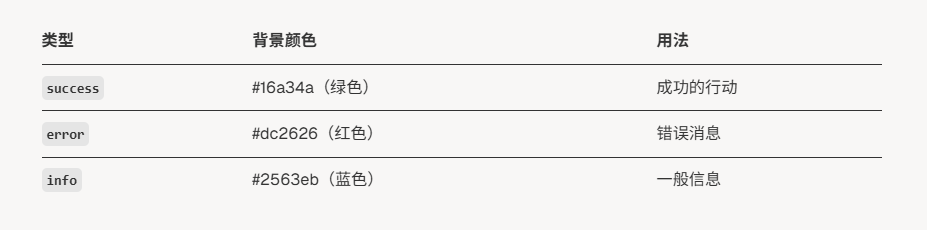 类型 背景颜色 用法
success #16a34a（绿色） 成功的行动
error #dc2626（红色） 错误消息
info #2563eb（蓝色） 一般信息